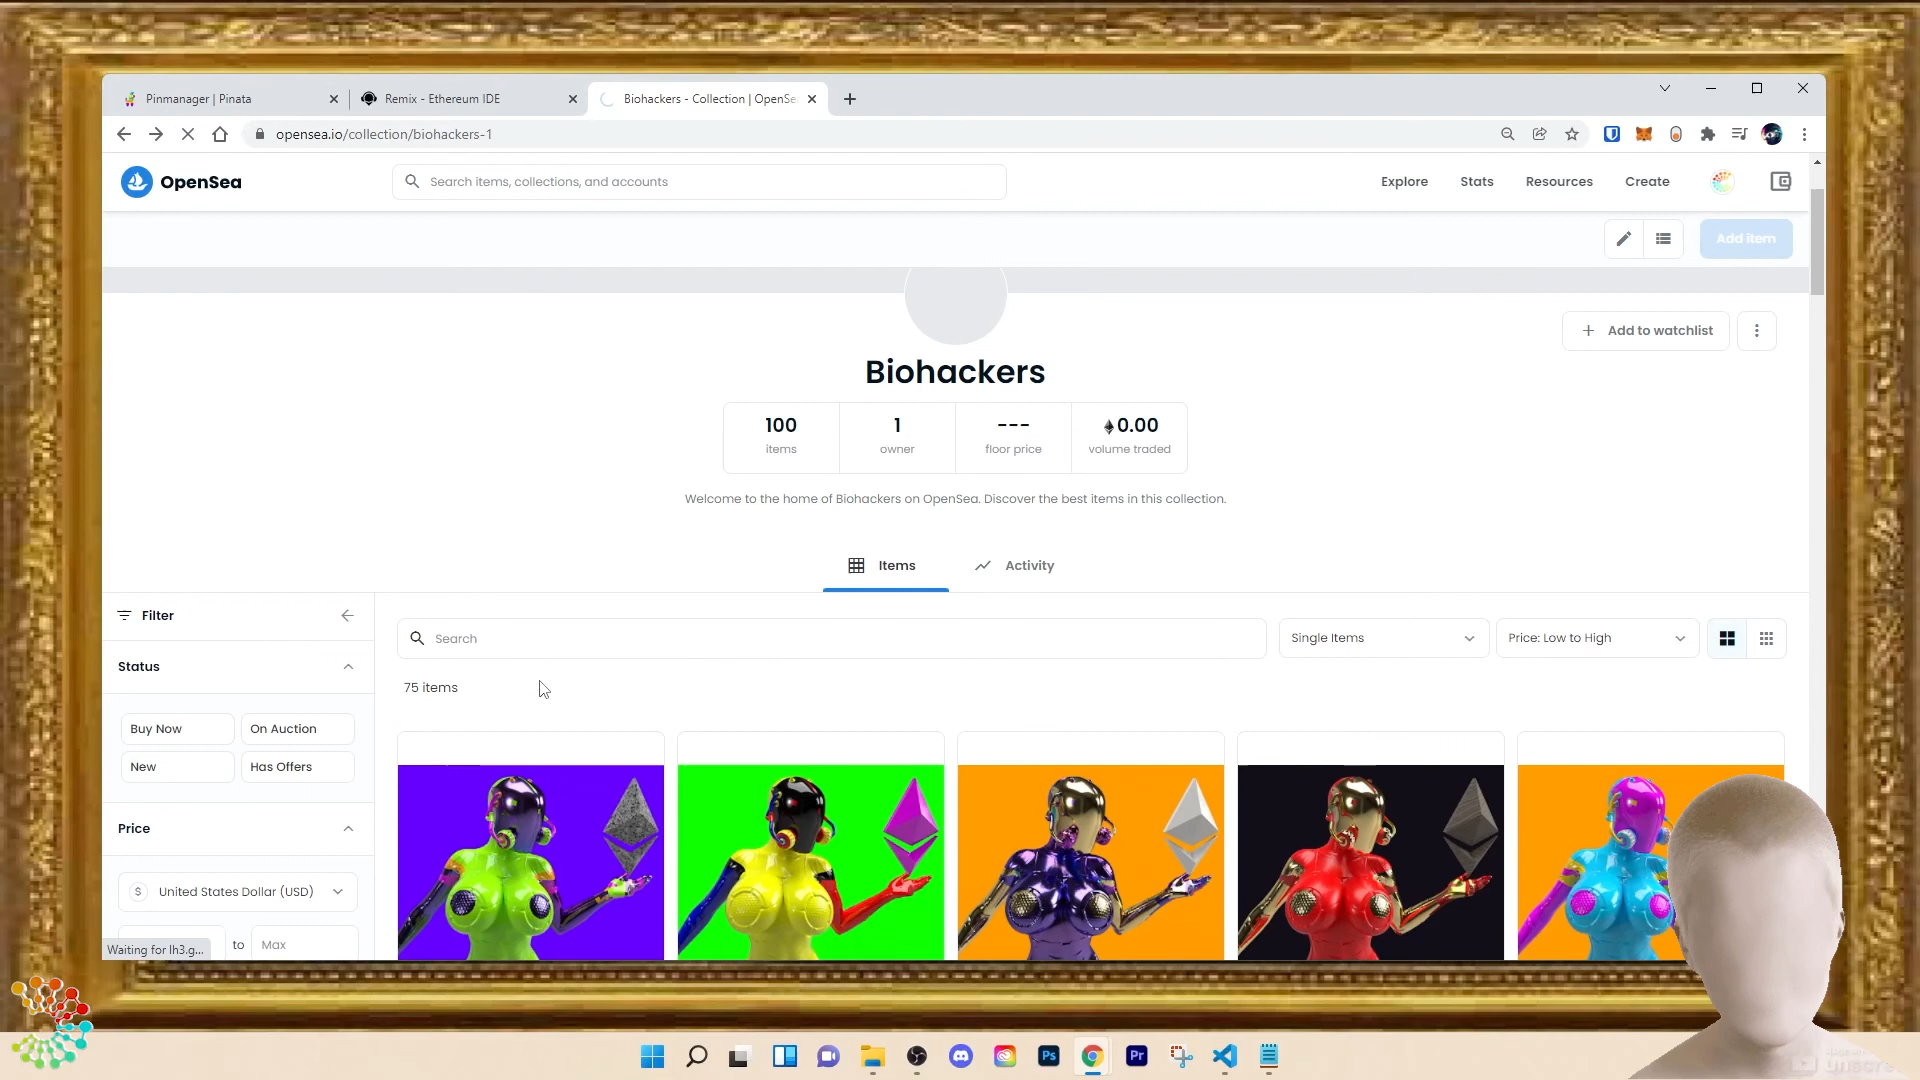 Pinmanager | Pinata
Remix - Ethereum IDE
Biohackers - Collection | OpenSe
opensea.io/collection/biohackers-1
OpenSea
Search items, collections, and accounts
Explore
Stats
Resources
Create
Add item
Add to watchlist
Biohackers
100
1
---
0.00
items
owner
floor price
volume traded
Welcome to the home of Biohackers on OpenSea. Discover the best items in this collection.
Items
Activity
Filter
Search
Single Items
Price: Low to High
Status
75 items
Buy Now
On Auction
New
Has Offers
Price
$ United States Dollar (USD)
to
Max
Waiting for lh3.g...
Ps
Pr